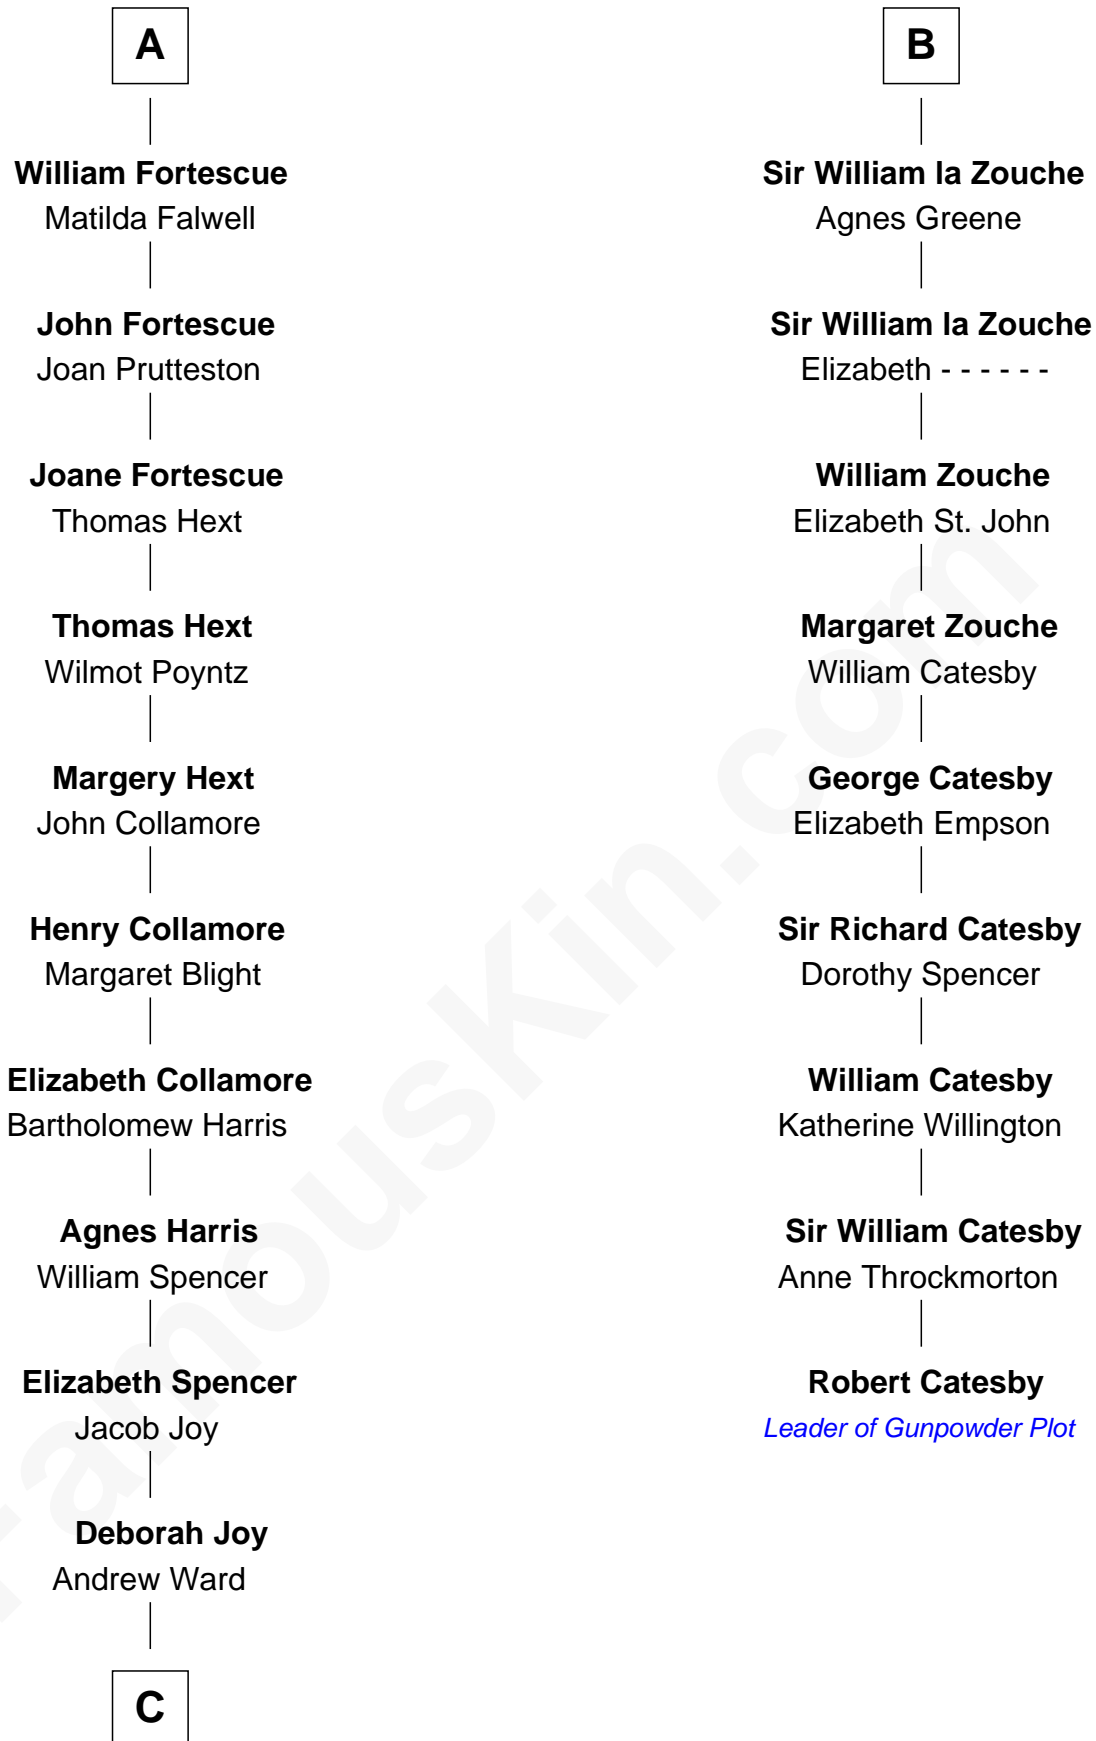 A
William Fortescue
Matilda Falwell
John Fortescue
Joan Prutteston
Joane Fortescue
Thomas Hext
Thomas Hext
Wilmot Poyntz
Margery Hext
John Collamore
Henry Collamore
Margaret Blight
Elizabeth Collamore
Bartholomew Harris
Agnes Harris
William Spencer
Elizabeth Spencer
Jacob Joy
Deborah Joy
Andrew Ward
C
B
Sir William la Zouche
Agnes Greene
Sir William la Zouche
Elizabeth - - - - - -
William Zouche
Elizabeth St. John
Margaret Zouche
William Catesby
George Catesby
Elizabeth Empson
Sir Richard Catesby
Dorothy Spencer
William Catesby
Katherine Willington
Sir William Catesby
Anne Throckmorton
Robert Catesby
Leader of Gunpowder Plot
FamousKin.com